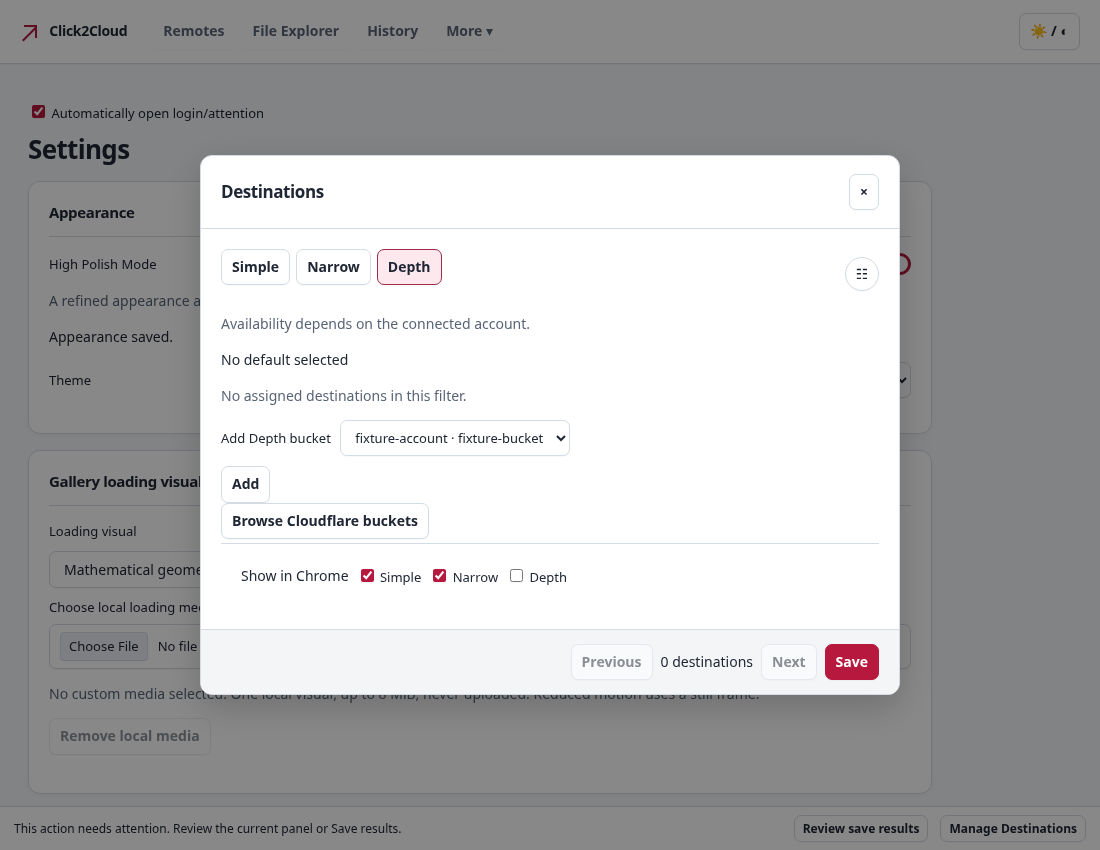 Click2Cloud Remotes File Explorer History More ▾ ☀️ / 
Automatically open login/attention
Settings
Appearance
High Polish Mode
A refined appearance a
Appearance saved.
Theme
Gallery loading visual
Loading visual
Mathematical geome
Choose local loading me
Choose File No file
No custom media selected. One local visual, up to 8 MiB, never uploaded. Reduced motion uses a still frame.
Remove local media
Destinations ×
Simple Narrow Depth
Availability depends on the connected account.
No default selected
No assigned destinations in this filter.
Add Depth bucket fixture-account · fixture-bucket
Add
Browse Cloudflare buckets
Show in Chrome Simple Narrow Depth
Previous 0 destinations Next Save
This action needs attention. Review the current panel or Save results. Review save results Manage Destinations